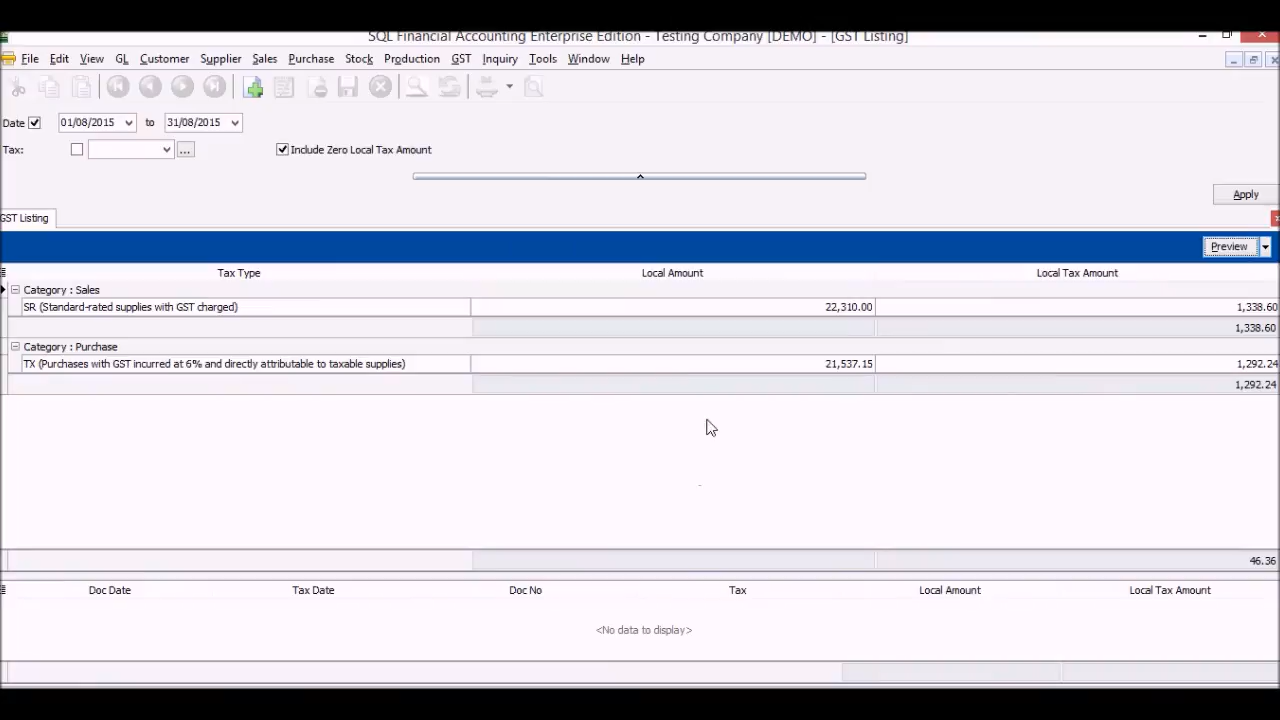 SQL Financial Accounting Enterprise Edition - Testing Company [DEMO] - [GST Listing]
File Edit View GL Customer Supplier Sales Purchase Stock Production GST Inquiry Tools Window Help
Date 01/08/2015 to 31/08/2015
Tax: ... Include Zero Local Tax Amount
Apply
GST Listing
Preview
Tax Type Local Amount Local Tax Amount
Category : Sales
SR (Standard-rated supplies with GST charged) 22,310.00 1,338.60
1,338.60
Category : Purchase
TX (Purchases with GST incurred at 6% and directly attributable to taxable supplies) 21,537.15 1,292.24
1,292.24
46.36
Doc Date Tax Date Doc No Tax Local Amount Local Tax Amount
<No data to display>